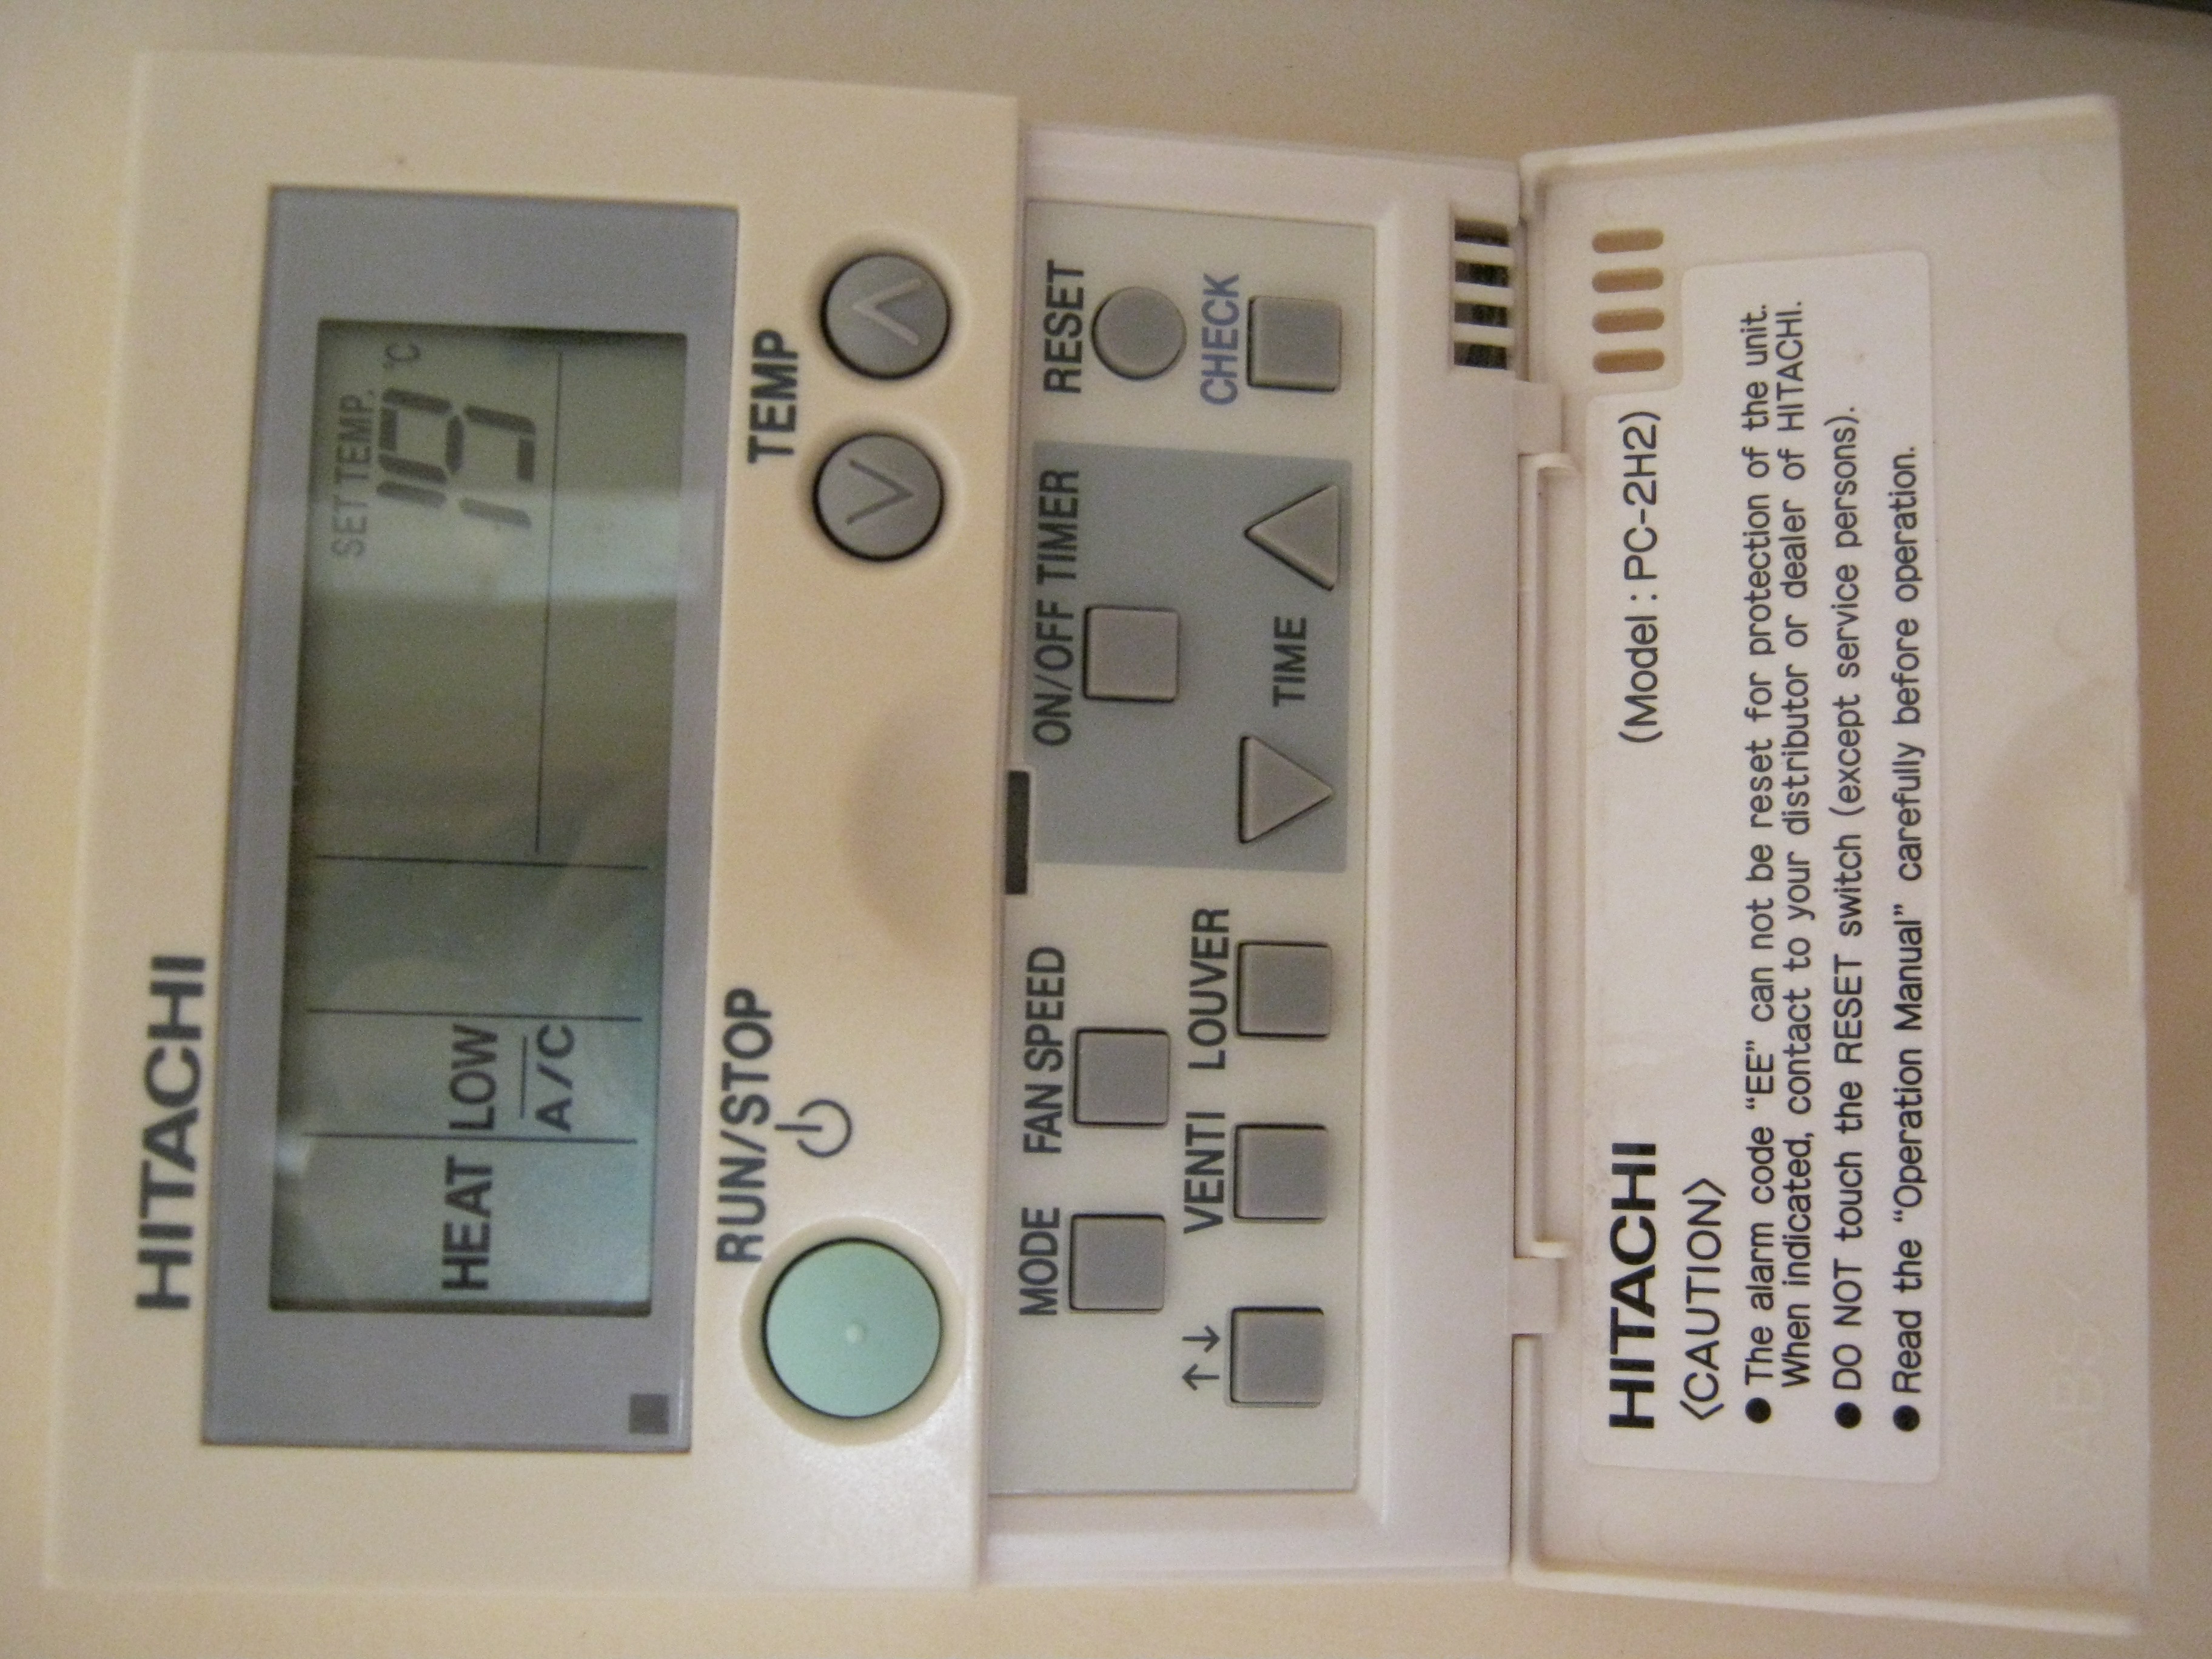 HITACHI
SET TEMP.
HEAT LOW 19 °C
A/C
RUN/STOP TEMP
MODE FAN SPEED ON/OFF TIMER RESET
↑↓ VENTI LOUVER TIME CHECK
HITACHI (Model : PC-2H2)
〈CAUTION〉
● The alarm code “EE” can not be reset for protection of the unit.
When indicated, contact to your distributor or dealer of HITACHI.
● DO NOT touch the RESET switch (except service persons).
● Read the “Operation Manual” carefully before operation.